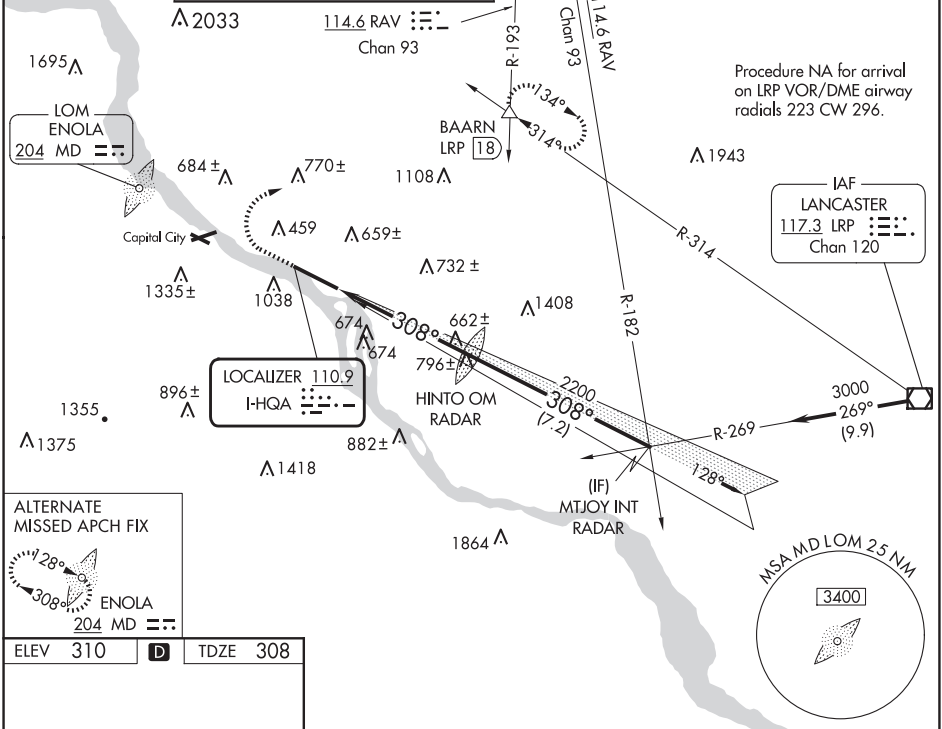 2033
114.6 RAV
Chan 93
R-193
114.6 RAV
Chan 93
1695
LOM
ENOLA
204 MD
Procedure NA for arrival
on LRP VOR/DME airway
radials 223 CW 296.
134°
314°
BAARN
LRP 18
684 ±
770±
1108
1943
IAF
LANCASTER
117.3 LRP
Chan 120
Capital City
459
659±
R-314
732 ±
1335±
1038
1408
R-182
674
674
308°
662±
796±
LOCALIZER 110.9
I-HQA
HINTO OM
RADAR
2200
308°
(7.2)
3000
269°
(9.9)
R-269
896±
1355
1375
882±
1418
128°
(IF)
MTJOY INT
RADAR
1864
ALTERNATE
MISSED APCH FIX
128°
308°
ENOLA
204 MD
MSA MD LOM 25 NM
3400
ELEV 310 D TDZE 308